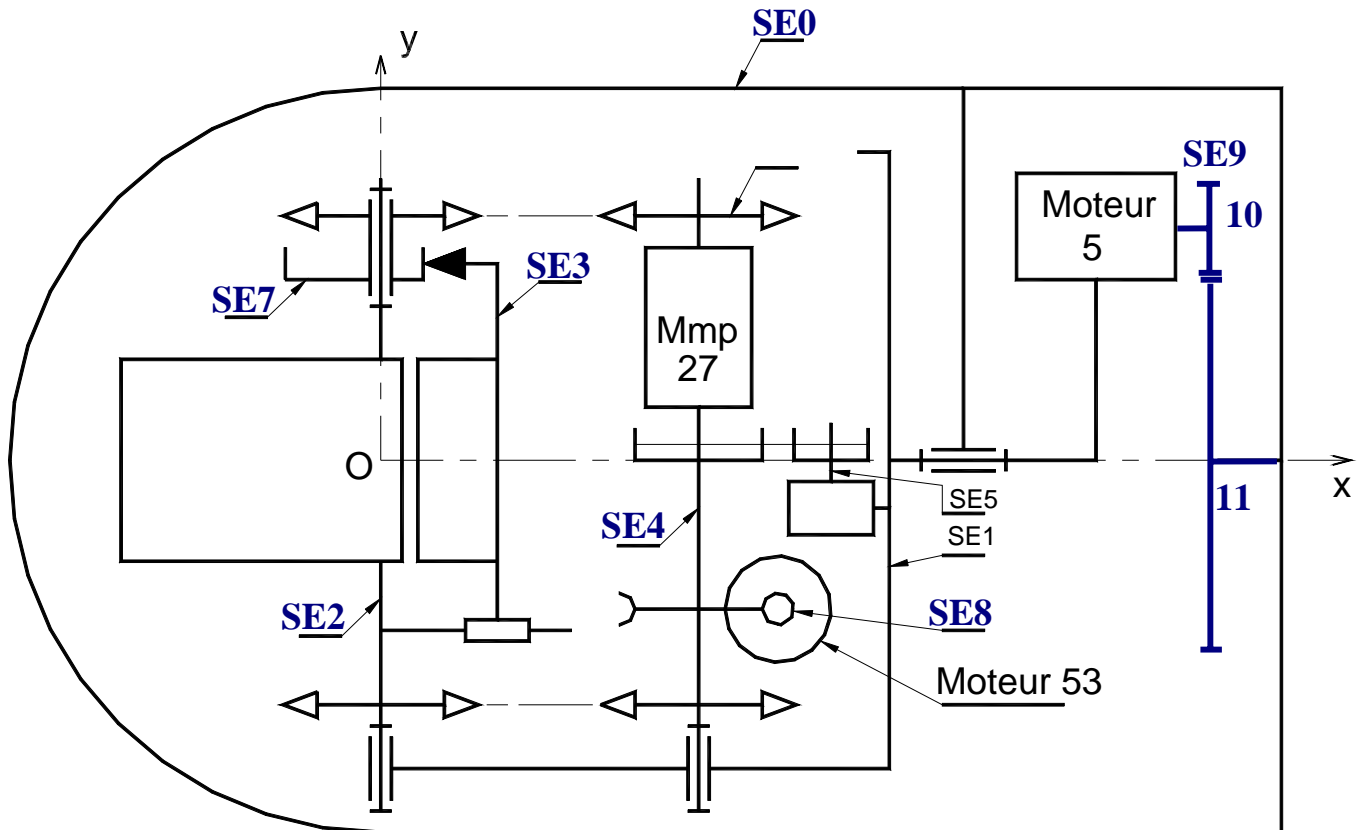 SE0
y
SE9
Moteur
5
10
SE3
SE7
Mmp
27
O
x
11
SE5
SE4
SE1
SE2
SE8
Moteur 53